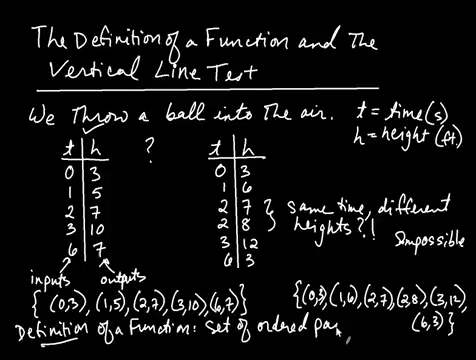 The Definition of a Function and The
Vertical Line Test
We Throw a ball into The air.
t = time (s)
h = height (ft.)
t | h
0 | 3
1 | 5
2 | 7
3 | 10
6 | 7
?
t | h
0 | 3
1 | 6
2 | 7
2 | 8
3 | 12
6 | 3
} same time, different
heights?!
Impossible
inputs outputs
{(0,3), (1,5), (2,7), (3,10), (6,7)}
{(0,3), (1,6), (2,7), (2,8), (3,12),
(6,3)}
Definition of a Function: Set of ordered pa